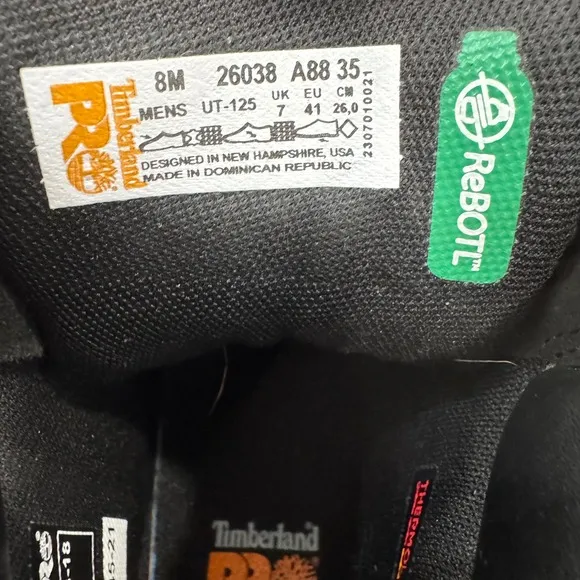 8M 26038 A88 35
MENS UT-125 UK 7 EU 41 CM 26,0
DESIGNED IN NEW HAMPSHIRE, USA
MADE IN DOMINICAN REPUBLIC
2307010021
Timberland
PRO
ReBOTL™
Timberland
PRO